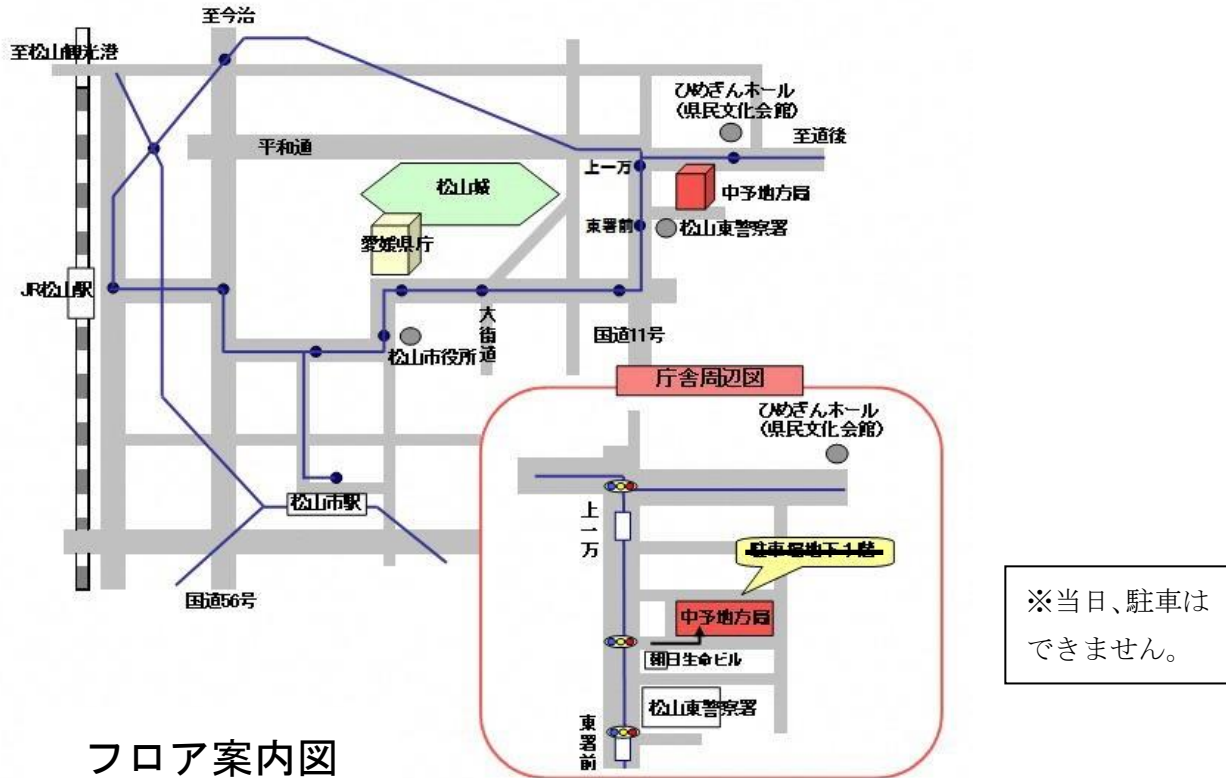 至今治
至松山観光港
ひめぎんホール
(県民文化会館)
至道後
平和通
上一万
松山城
中予地方局
東署前
松山東警察署
愛媛県庁
JR松山駅
大街道
国道11号
松山市役所
庁舎周辺図
ひめぎんホール
(県民文化会館)
上一万
松山市駅
駐車場地下1階
国道56号
中予地方局
朝日生命ビル
松山東警察署
東署前
※当日、駐車は
できません。
フロア案内図